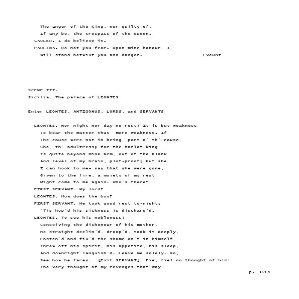 The anger of the King, nor guilty of,
If any be, the trespass of the Queen.
GAOLER. I do believe it.
PAULINA. Do not you fear. Upon mine honour, I
Will stand betwixt you and danger. Exeunt
SCENE III.
Sicilia. The palace of LEONTES
Enter LEONTES, ANTIGONUS, LORDS, and SERVANTS
LEONTES. Nor night nor day no rest! It is but weakness
To bear the matter thus- mere weakness. If
The cause were not in being- part o' th' cause,
She, th' adultress; for the harlot king
Is quite beyond mine arm, out of the blank
And level of my brain, plot-proof; but she
I can hook to me- say that she were gone,
Given to the fire, a moiety of my rest
Might come to me again. Who's there?
FIRST SERVANT. My lord?
LEONTES. How does the boy?
FIRST SERVANT. He took good rest to-night;
'Tis hop'd his sickness is discharg'd.
LEONTES. To see his nobleness!
Conceiving the dishonour of his mother,
He straight declin'd, droop'd, took it deeply,
Fasten'd and fix'd the shame on't in himself,
Threw off his spirit, his appetite, his sleep,
And downright languish'd. Leave me solely. Go,
See how he fares. [Exit SERVANT] Fie, fie! no thought of him!
The very thought of my revenges that way